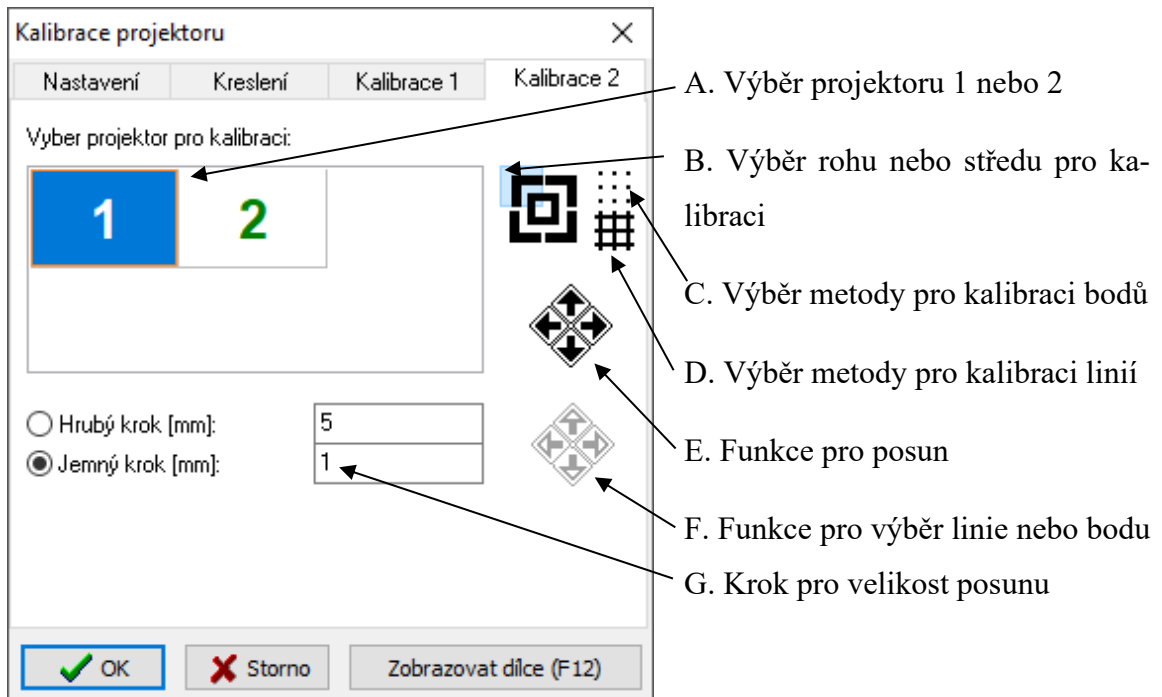 Kalibrace projektoru
Nastavení Kreslení Kalibrace 1 Kalibrace 2
Vyber projektor pro kalibraci:
1 2
Hrubý krok [mm]: 5
Jemný krok [mm]: 1
OK Storno Zobrazovat dílce (F12)
A. Výběr projektoru 1 nebo 2
B. Výběr rohu nebo středu pro ka-
libraci
C. Výběr metody pro kalibraci bodů
D. Výběr metody pro kalibraci linií
E. Funkce pro posun
F. Funkce pro výběr linie nebo bodu
G. Krok pro velikost posunu